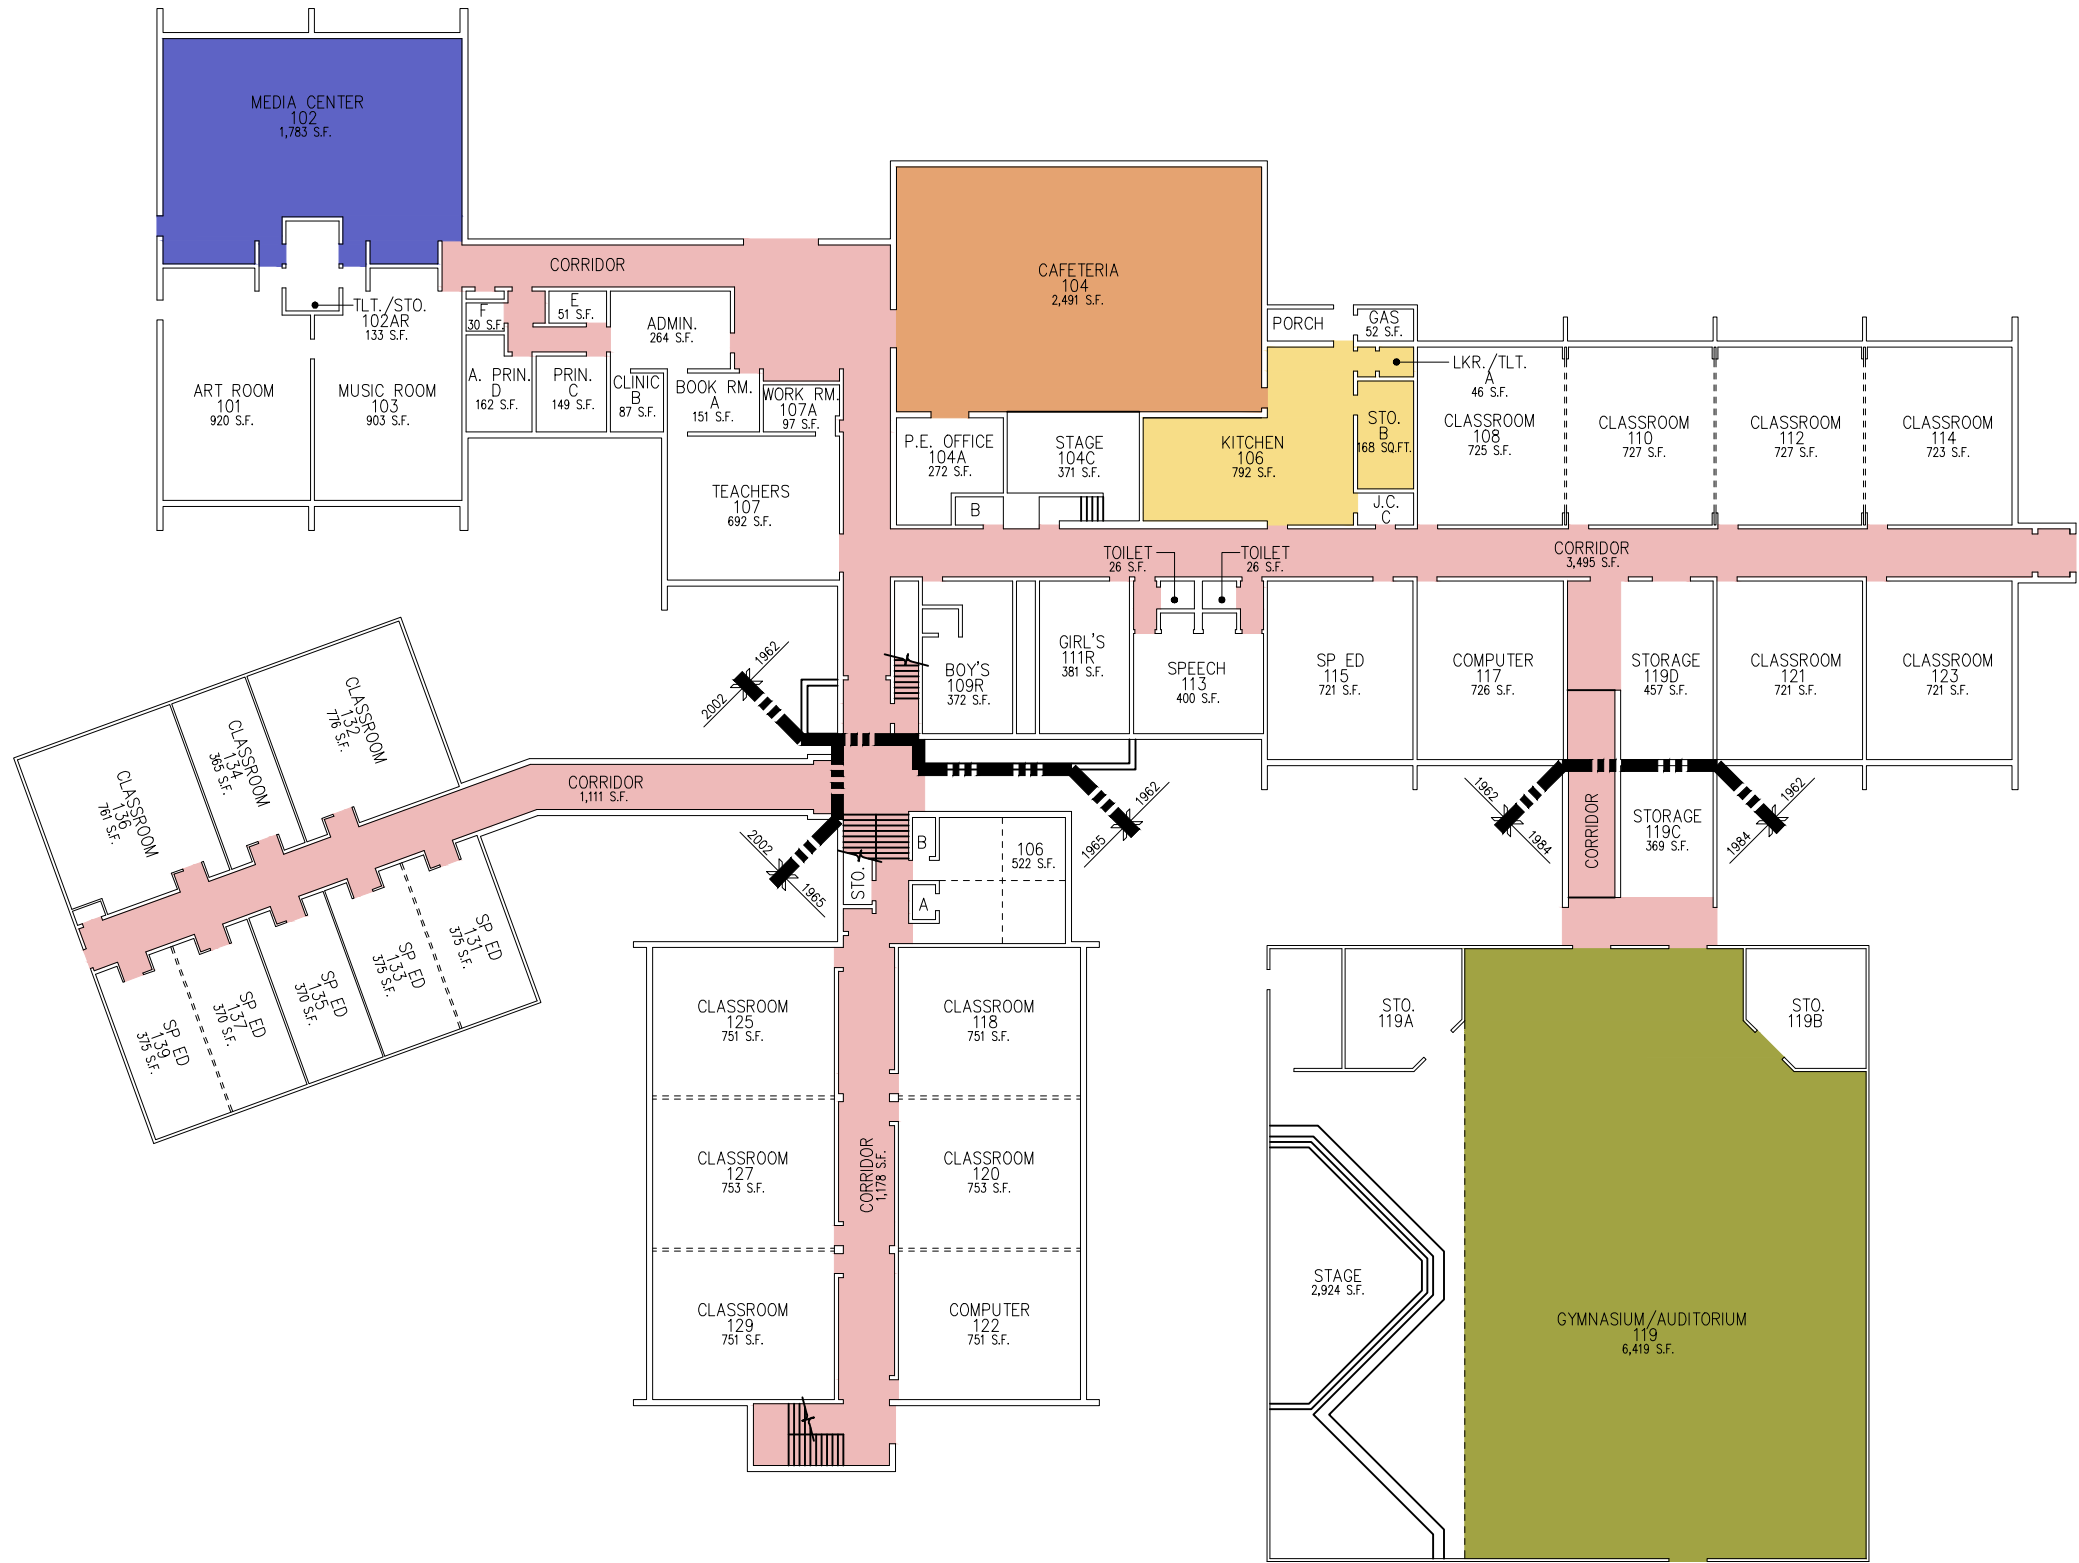 MEDIA CENTER
102
1,783 S.F.
CORRIDOR
TLT./STO.
102AR
133 S.F.
F
30 S.F.
E
51 S.F.
ADMIN.
264 S.F.
ART ROOM
101
920 S.F.
MUSIC ROOM
103
903 S.F.
A. PRIN.
D
162 S.F.
PRIN.
C
149 S.F.
CLINIC
B
87 S.F.
BOOK RM.
A
151 S.F.
WORK RM.
107A
97 S.F.
TEACHERS
107
692 S.F.
CAFETERIA
104
2,491 S.F.
PORCH
GAS
52 S.F.
LKR./TLT.
A
46 S.F.
P.E. OFFICE
104A
272 S.F.
B
STAGE
104C
371 S.F.
KITCHEN
106
792 S.F.
STO.
B
168 SQ.FT.
J.C.
C
CLASSROOM
108
725 S.F.
CLASSROOM
110
727 S.F.
CLASSROOM
112
727 S.F.
CLASSROOM
114
723 S.F.
TOILET
26 S.F.
TOILET
26 S.F.
CORRIDOR
3,495 S.F.
BOY'S
109R
372 S.F.
GIRL'S
111R
381 S.F.
SPEECH
113
400 S.F.
SP ED
115
721 S.F.
COMPUTER
117
726 S.F.
STORAGE
119D
457 S.F.
CLASSROOM
121
721 S.F.
CLASSROOM
123
721 S.F.
1962
2002
CLASSROOM
132
776 S.F.
CLASSROOM
134
365 S.F.
CLASSROOM
136
761 S.F.
CORRIDOR
1,111 S.F.
2002
1965
1962
1965
1962
1984
1962
1984
CORRIDOR
STORAGE
119C
369 S.F.
STO.
B
A
106
522 S.F.
SP ED
131
375 S.F.
SP ED
133
375 S.F.
SP ED
135
370 S.F.
SP ED
137
370 S.F.
SP ED
139
375 S.F.
CLASSROOM
125
751 S.F.
CLASSROOM
118
751 S.F.
CLASSROOM
127
753 S.F.
CORRIDOR
1,178 S.F.
CLASSROOM
120
753 S.F.
CLASSROOM
129
751 S.F.
COMPUTER
122
751 S.F.
STO.
119A
STO.
119B
STAGE
2,924 S.F.
GYMNASIUM/AUDITORIUM
119
6,419 S.F.